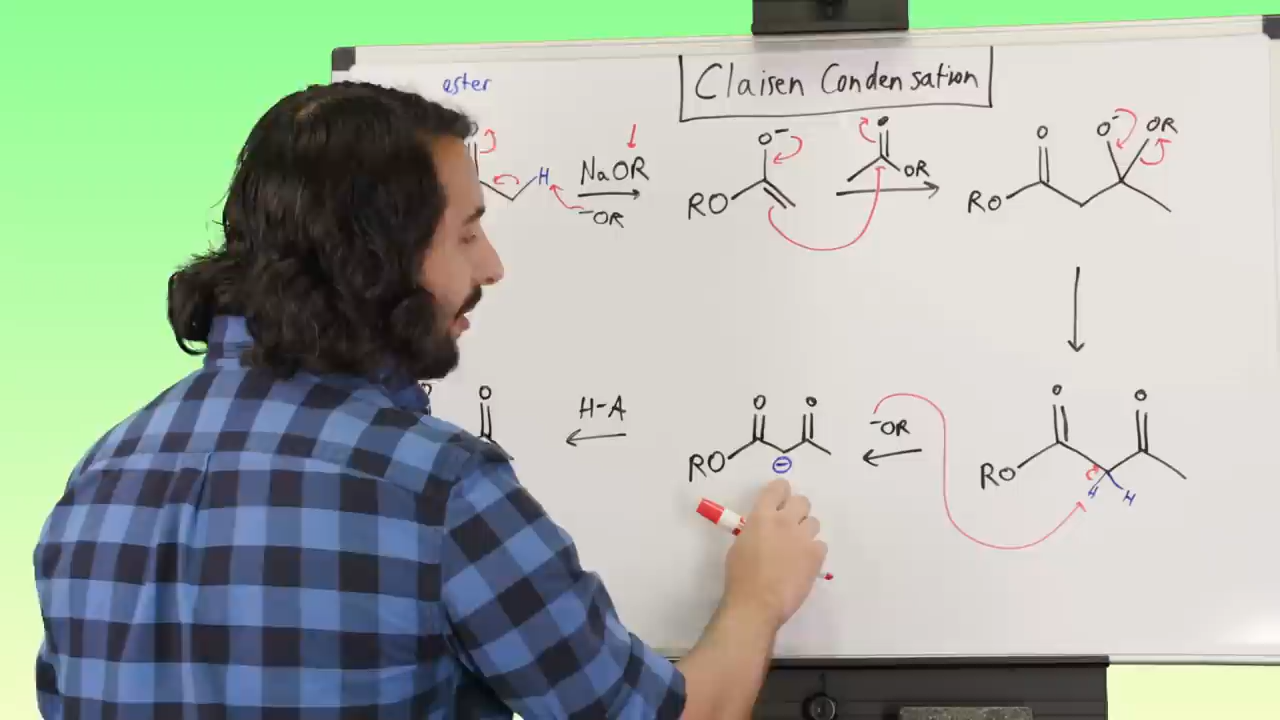 ester
Claisen Condensation
O H NaOR
⁻OR
O⁻
RO
O
OR
O
RO
O⁻ OR
O O
H-A
O O
RO
⊖
⁻OR
O O
RO
H H